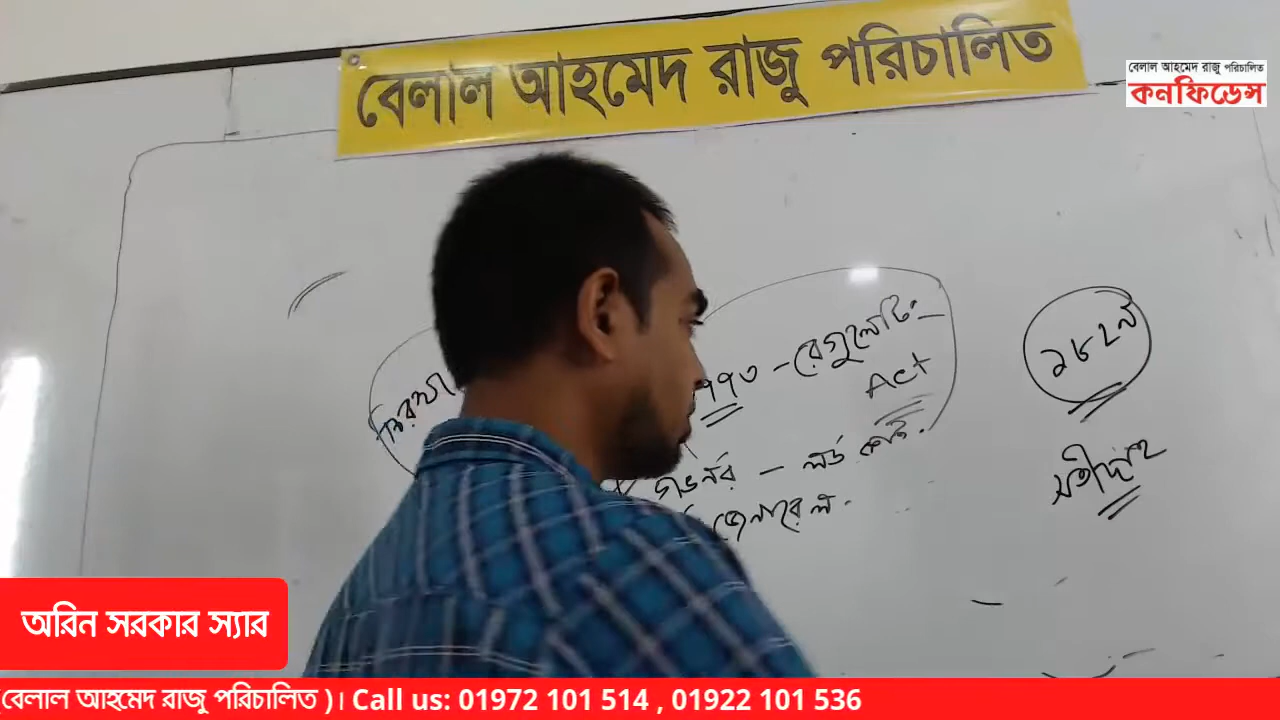 বেলাল আহমেদ রাজু পরিচালিত
বেলাল আহমেদ রাজু পরিচালিত
কনফিডেন্স
৭৭৩ - রেগুলেটিং
Act
গভর্নর - লর্ড
জেনারেল
১৮২৯
সতীদাহ
অরিন সরকার স্যার
বেলাল আহমেদ রাজু পরিচালিত )। Call us: 01972 101 514 , 01922 101 536